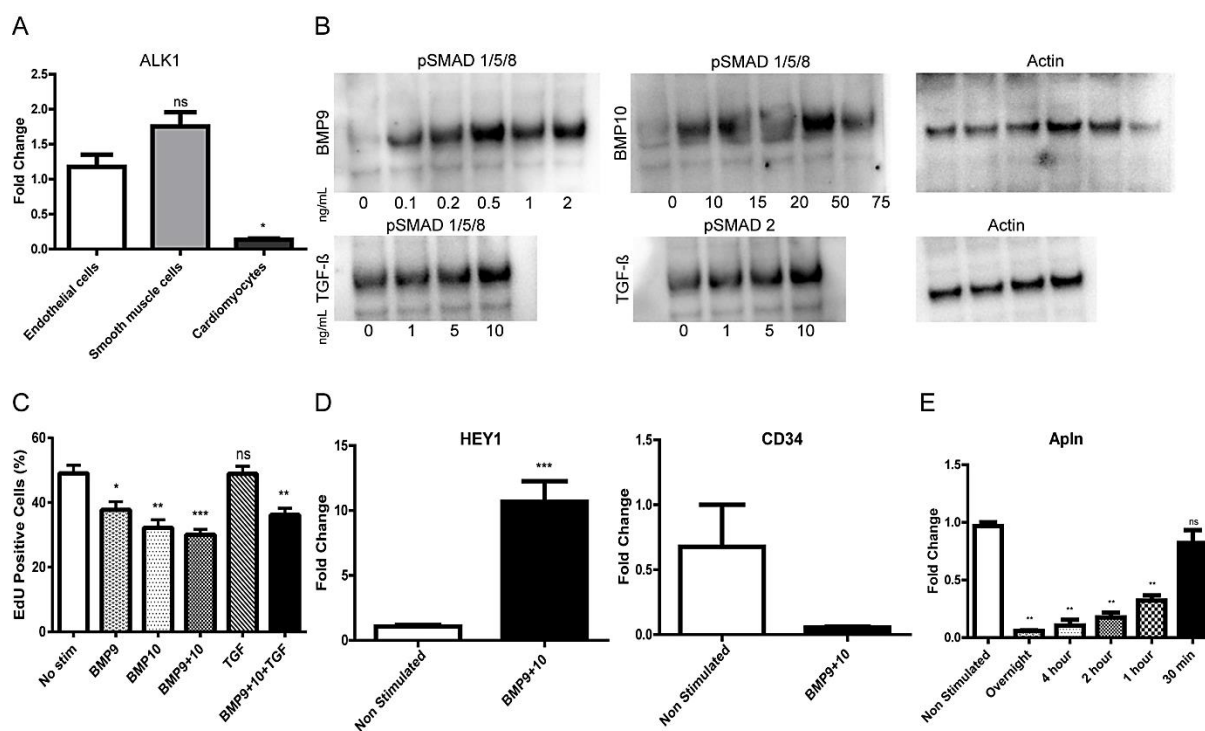 A
ALK1
Fold Change
2.5
2.0
1.5
1.0
0.5
0.0
ns
*
Endothelial cells
Smooth muscle cells
Cardiomyocytes
B
pSMAD 1/5/8
BMP9
ng/mL
0 0.1 0.2 0.5 1 2
pSMAD 1/5/8
BMP10
0 10 15 20 50 75
Actin
pSMAD 1/5/8
TGF-ß
ng/mL
0 1 5 10
pSMAD 2
TGF-ß
0 1 5 10
Actin
C
EdU Positive Cells (%)
60
40
20
0
*
**
***
ns
**
No stim
BMP9
BMP10
BMP9+10
TGF
BMP9+10+TGF
D
HEY1
Fold Change
15
10
5
0
***
Non Stimulated
BMP9+10
CD34
Fold Change
1.5
1.0
0.5
0.0
Non Stimulated
BMP9+10
E
Apln
Fold Change
1.5
1.0
0.5
0.0
**
**
**
**
ns
Non Stimulated
Overnight
4 hour
2 hour
1 hour
30 min